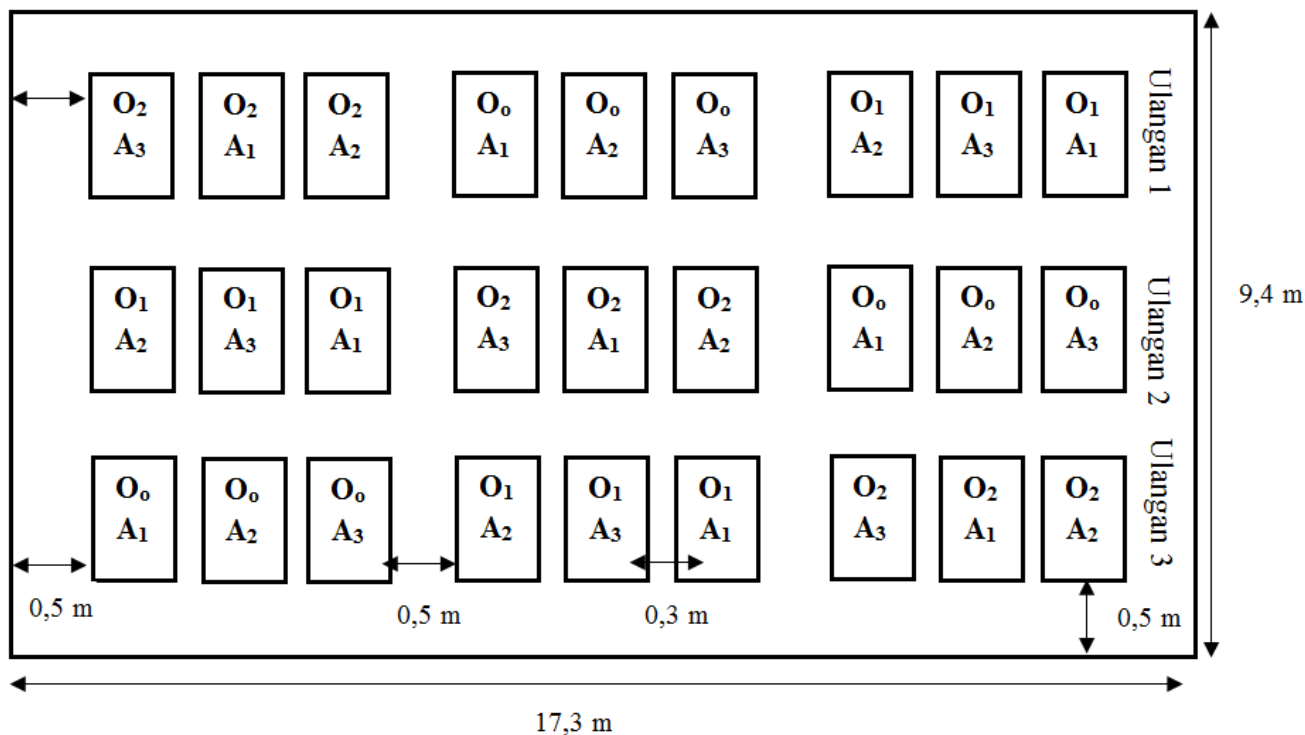 O₂ O₂ O₂ Oₒ Oₒ Oₒ O₁ O₁ O₁
A₃ A₁ A₂ A₁ A₂ A₃ A₂ A₃ A₁
Ulangan 1
O₁ O₁ O₁ O₂ O₂ O₂ Oₒ Oₒ Oₒ
A₂ A₃ A₁ A₃ A₁ A₂ A₁ A₂ A₃
Ulangan 2
9,4 m
Oₒ Oₒ Oₒ O₁ O₁ O₁ O₂ O₂ O₂
A₁ A₂ A₃ A₂ A₃ A₁ A₃ A₁ A₂
Ulangan 3
0,5 m 0,5 m 0,3 m 0,5 m
17,3 m